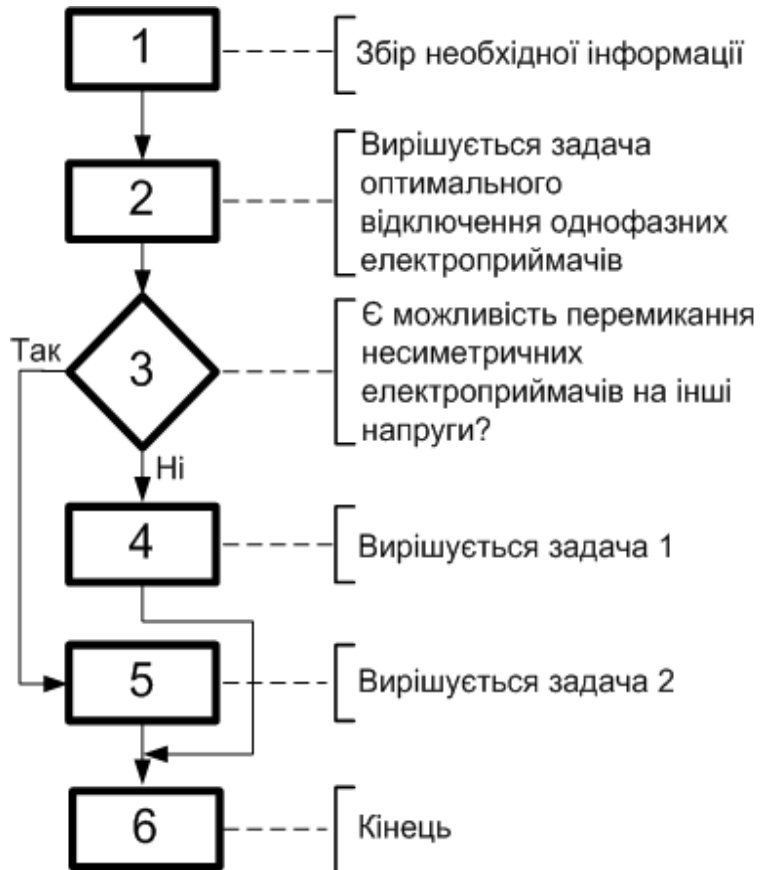 1
Збір необхідної інформації
2
Вирішується задача
оптимального
відключення однофазних
електроприймачів
Так
3
Є можливість перемикання
несиметричних
електроприймачів на інші
напруги?
Ні
4
Вирішується задача 1
5
Вирішується задача 2
6
Кінець